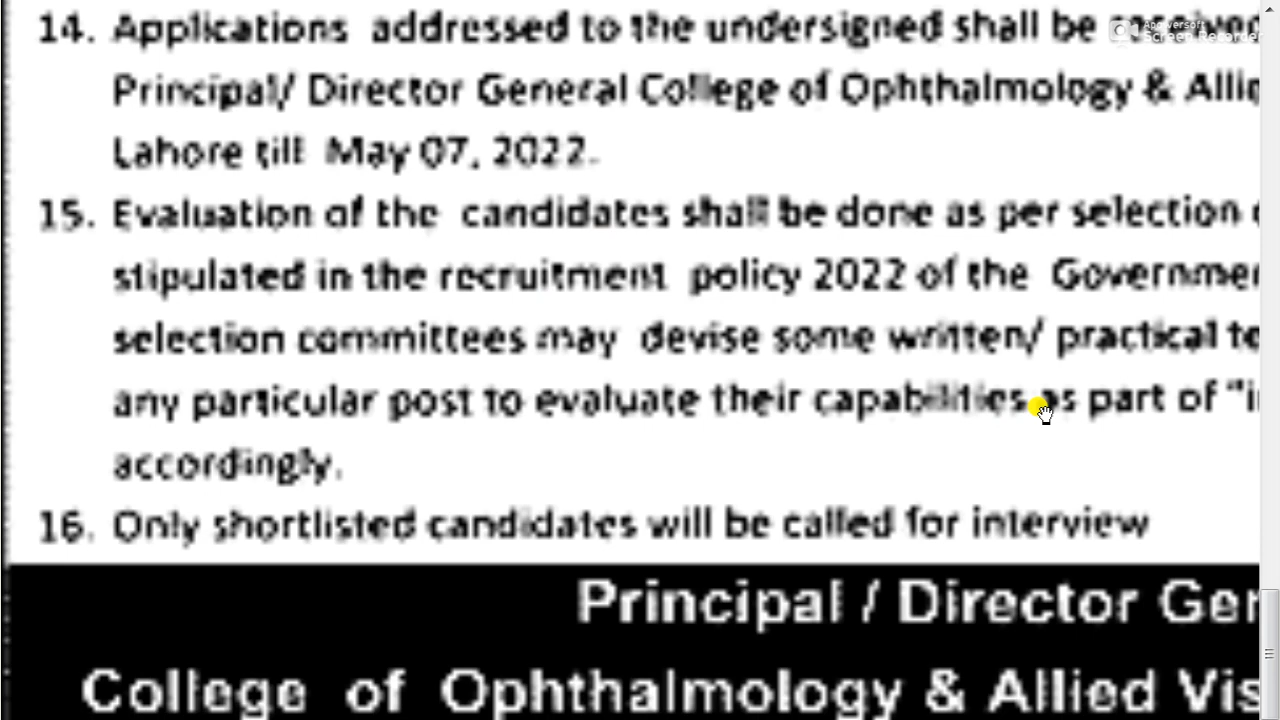 14. Applications addressed to the undersigned shall be
Apowersoft
Screen Recorder
Principal/ Director General College of Ophthalmology &
Lahore till May 07, 2022.
15. Evaluation of the candidates shall be done as per selection
stipulated in the recruitment policy 2022 of the
selection committees may devise some written/ practical
any particular post to evaluate their capabilities as part of
accordingly.
16. Only shortlisted candidates will be called for interview
Principal / Director
College of Ophthalmology & Allied